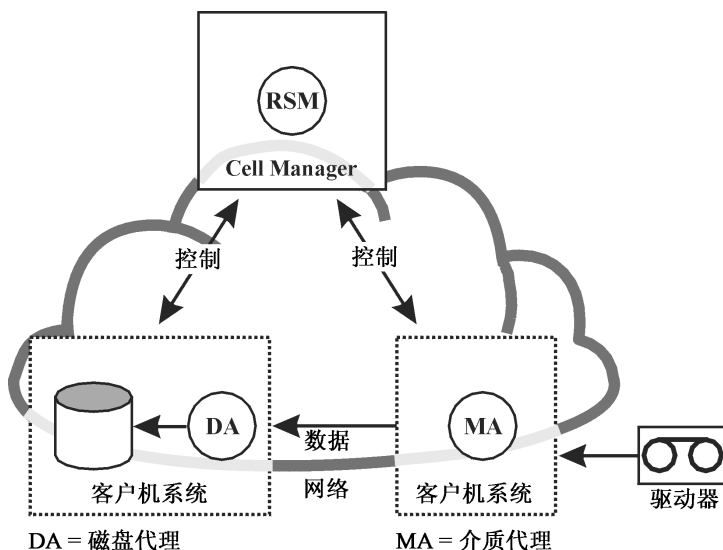 RSM
Cell Manager
控制
控制
DA
数据
MA
网络
客户机系统
客户机系统
驱动器
DA = 磁盘代理
MA = 介质代理